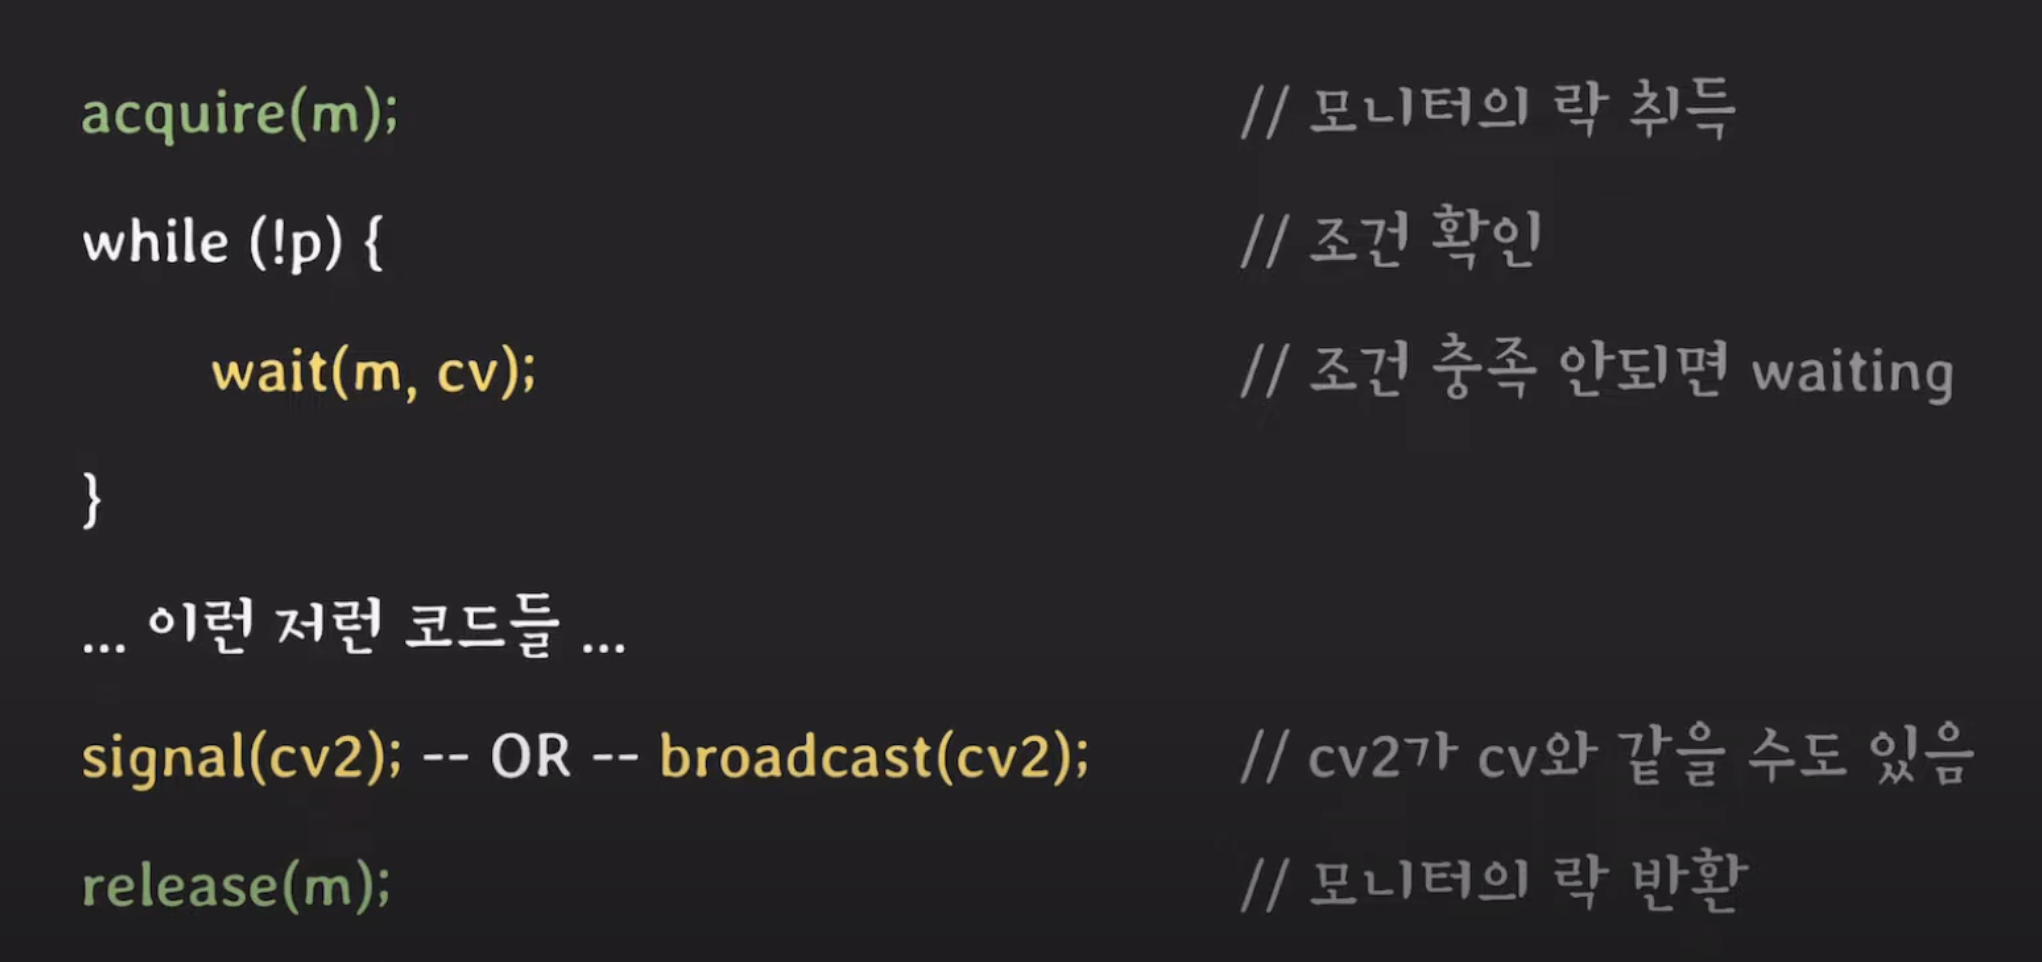 acquire(m); // 모니터의 락 취득
while (!p) { // 조건 확인
wait(m, cv); // 조건 충족 안되면 waiting
}
... 이런 저런 코드들 ...
signal(cv2); -- OR -- broadcast(cv2); // cv2가 cv와 같을 수도 있음
release(m); // 모니터의 락 반환